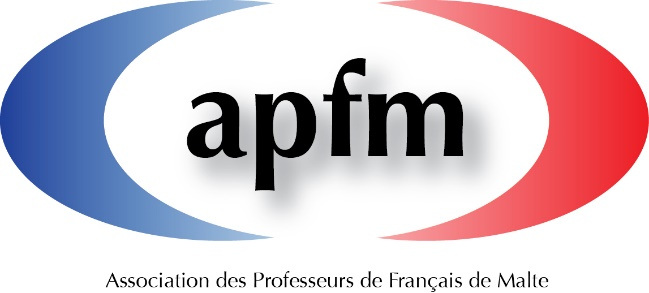 apfm
Association des Professeurs de Français de Malte